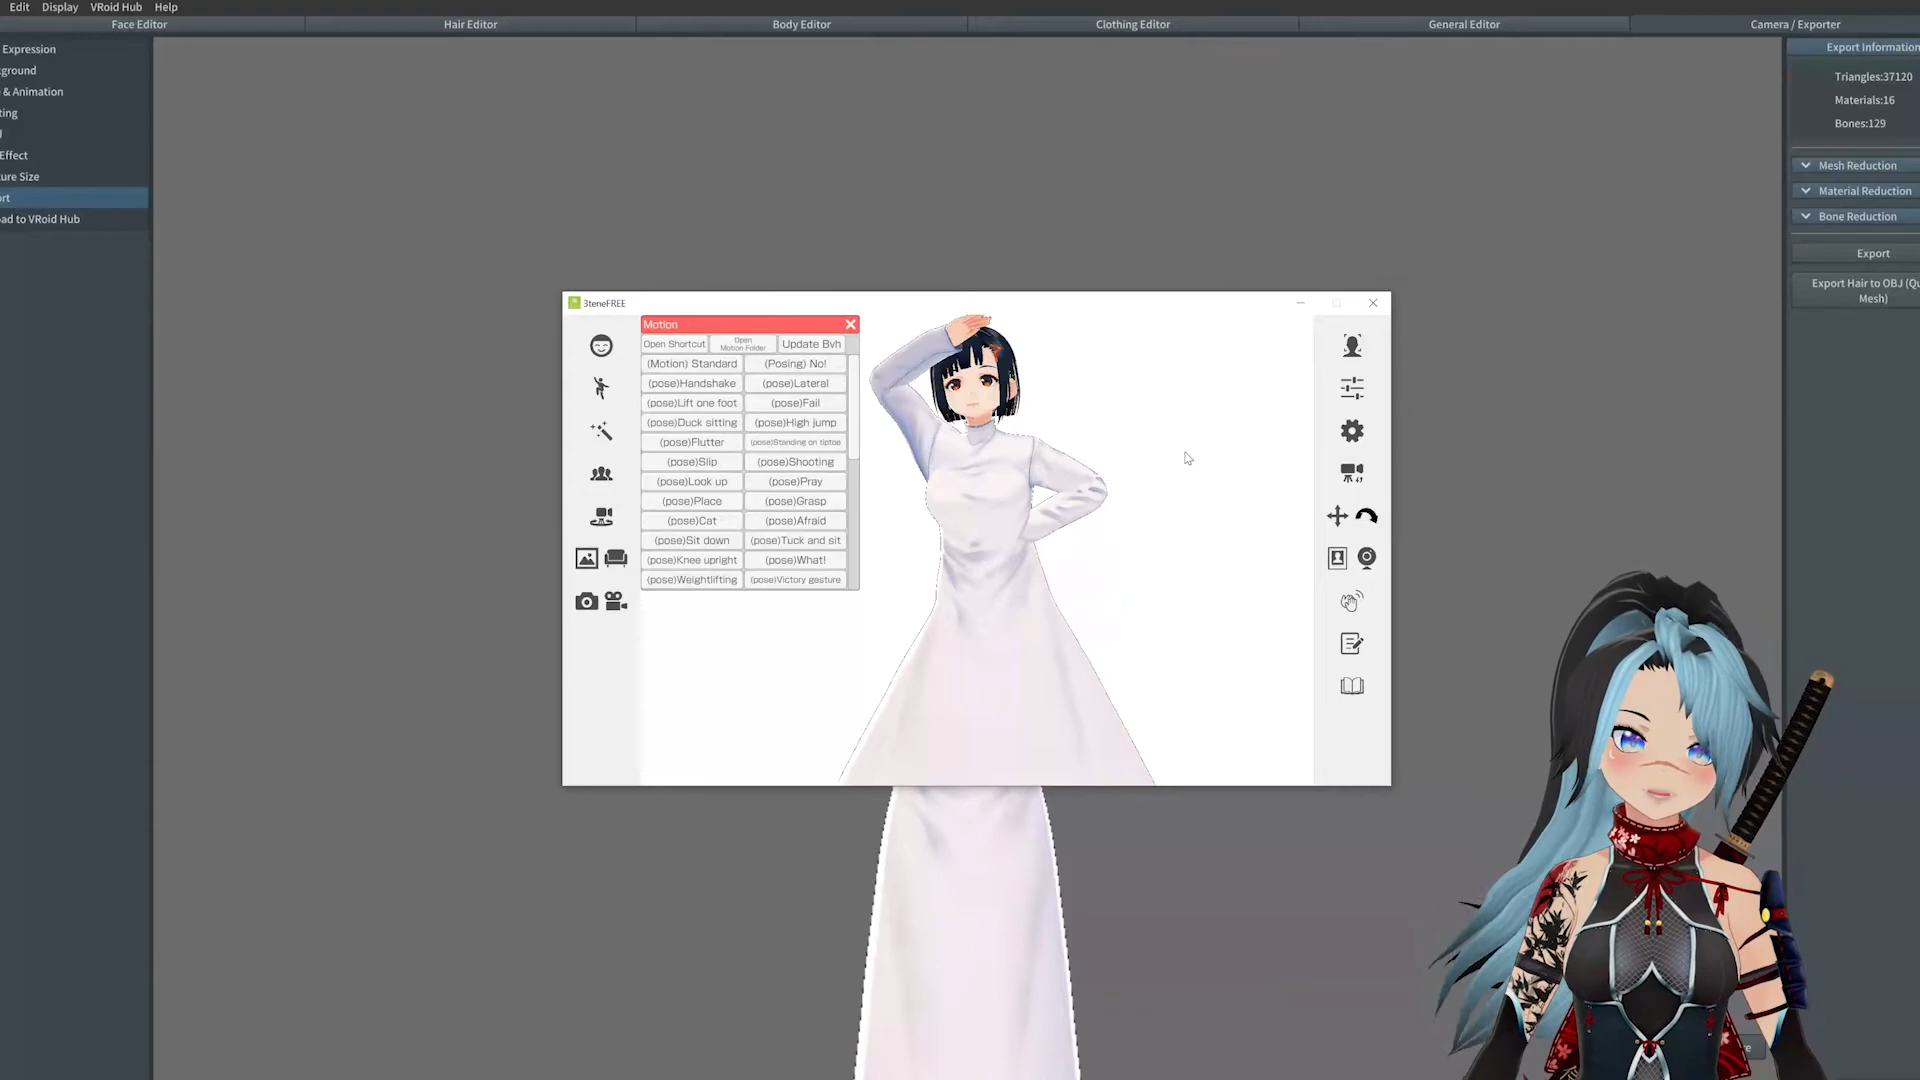 Edit Display VRoid Hub Help
Face Editor Hair Editor Body Editor Clothing Editor General Editor Camera / Exporter
Expression
ground
& Animation
ting
Effect
ure Size
rt
ad to VRoid Hub
Export Information
Triangles:37120
Materials:16
Bones:129
Mesh Reduction
Material Reduction
Bone Reduction
Export
Export Hair to OBJ (Qu
Mesh)
3teneFREE
Motion
Open Shortcut Open Motion Folder Update Bvh
(Motion) Standard (Posing) No!
(pose)Handshake (pose)Lateral
(pose)Lift one foot (pose)Fail
(pose)Duck sitting (pose)High jump
(pose)Flutter (pose)Standing on tiptoe
(pose)Slip (pose)Shooting
(pose)Look up (pose)Pray
(pose)Place (pose)Grasp
(pose)Cat (pose)Afraid
(pose)Sit down (pose)Tuck and sit
(pose)Knee upright (pose)What!
(pose)Weightlifting (pose)Victory gesture